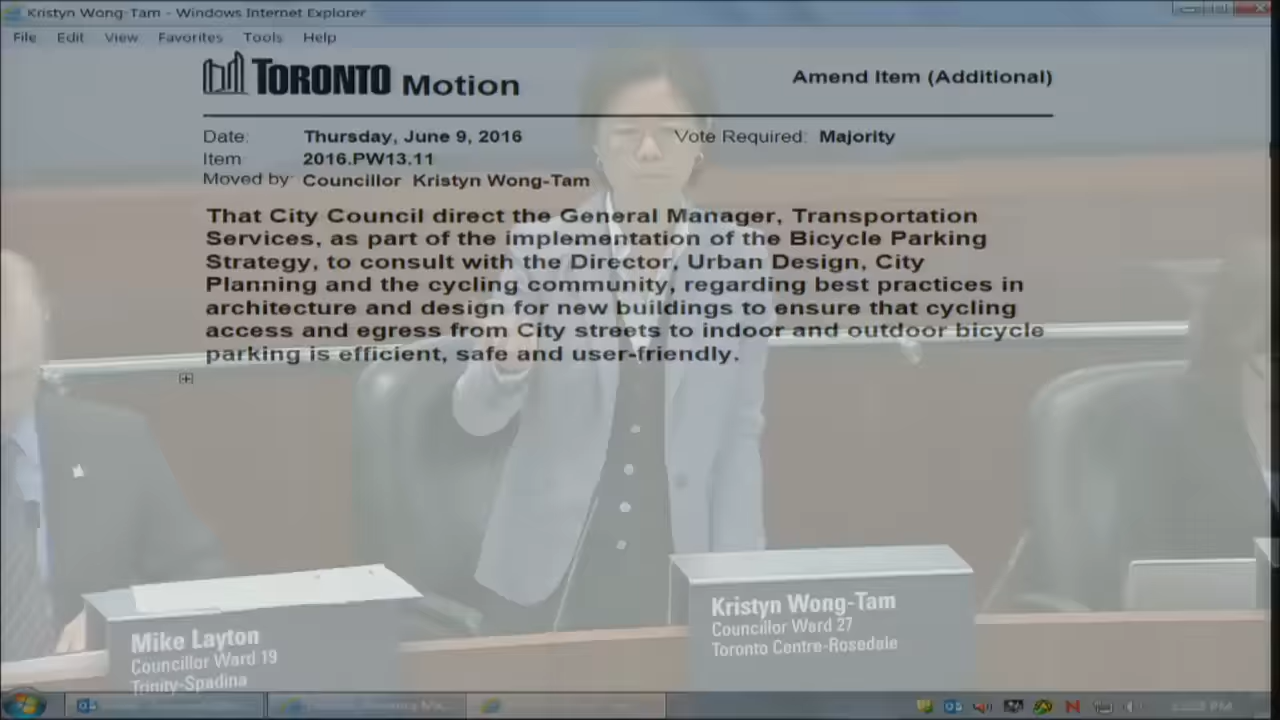 Kristyn Wong-Tam - Windows Internet Explorer
File Edit View Favorites Tools Help
TORONTO Motion
Amend Item (Additional)
Date: Thursday, June 9, 2016 Vote Required: Majority
Item 2016.PW13.11
Moved by: Councillor Kristyn Wong-Tam
That City Council direct the General Manager, Transportation
Services, as part of the implementation of the Bicycle Parking
Strategy, to consult with the Director, Urban Design, City
Planning and the cycling community, regarding best practices in
architecture and design for new buildings to ensure that cycling
access and egress from City streets to indoor and outdoor bicycle
parking is efficient, safe and user-friendly.
Mike Layton
Councillor Ward 19
Trinity-Spadina
Kristyn Wong-Tam
Councillor Ward 27
Toronto Centre-Rosedale